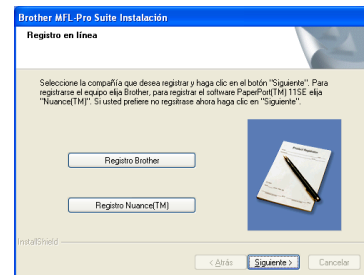 Brother MFL-Pro Suite Instalación
Registro en línea
Seleccione la compañía que desea registrar y haga clic en el botón "Siguiente". Para
registrarse el equipo elija Brother, para registrar el software PaperPort(TM) 11SE elija
"Nuance(TM)". Si usted prefiere no regsitrase ahora haga clic en "Siguiente".
Registro Brother
Registro Nuance(TM)
InstallShield
< Atrás
Siguiente >
Cancelar